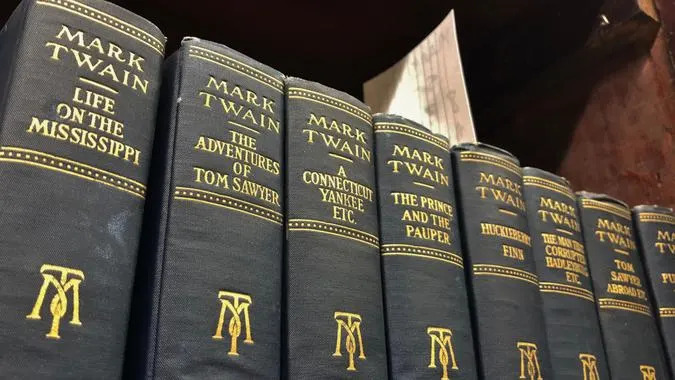 MARK
TWAIN
LIFE
ON THE
MISSISSIPPI
MARK
TWAIN
THE
ADVENTURES
OF
TOM SAWYER
MARK
TWAIN
A
CONNECTICUT
YANKEE
ETC.
MARK
TWAIN
THE PRINCE
AND THE
PAUPER
MARK
TWAIN
HUCKLEBERRY
FINN
MARK
TWAIN
THE MAN THAT
CORRUPTED
HADLEYBURG
ETC.
MARK
TWAIN
TOM
SAWYER
ABROAD ETC.
MARK
TWAI